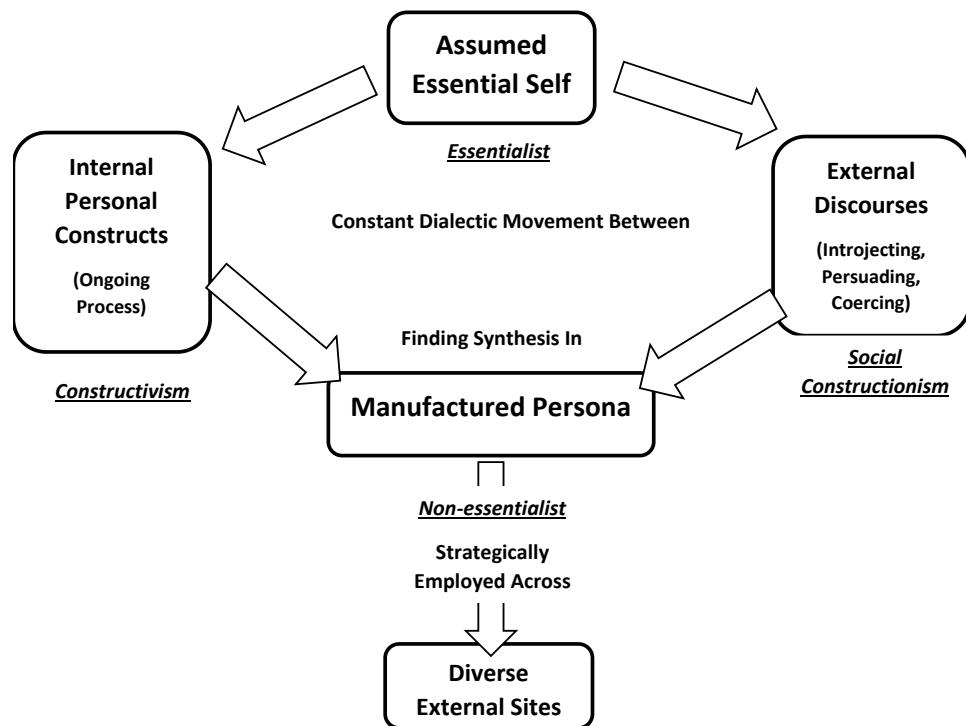 Assumed
Essential Self
Essentialist
Internal
Personal
Constructs
(Ongoing
Process)
Constructivism
Constant Dialectic Movement Between
External
Discourses
(Introjecting,
Persuading,
Coercing)
Social
Constructionism
Finding Synthesis In
Manufactured Persona
Non-essentialist
Strategically
Employed Across
Diverse
External Sites